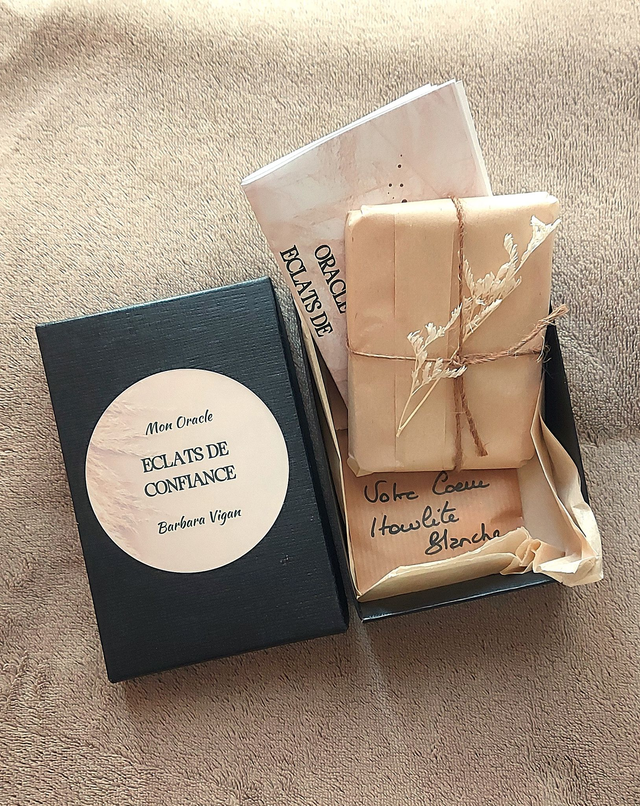 Mon Oracle
ECLATS DE
CONFIANCE
Barbara Vigan
ORACLE
ECLATS DE
Votre Coeur
Howlite
Blanche